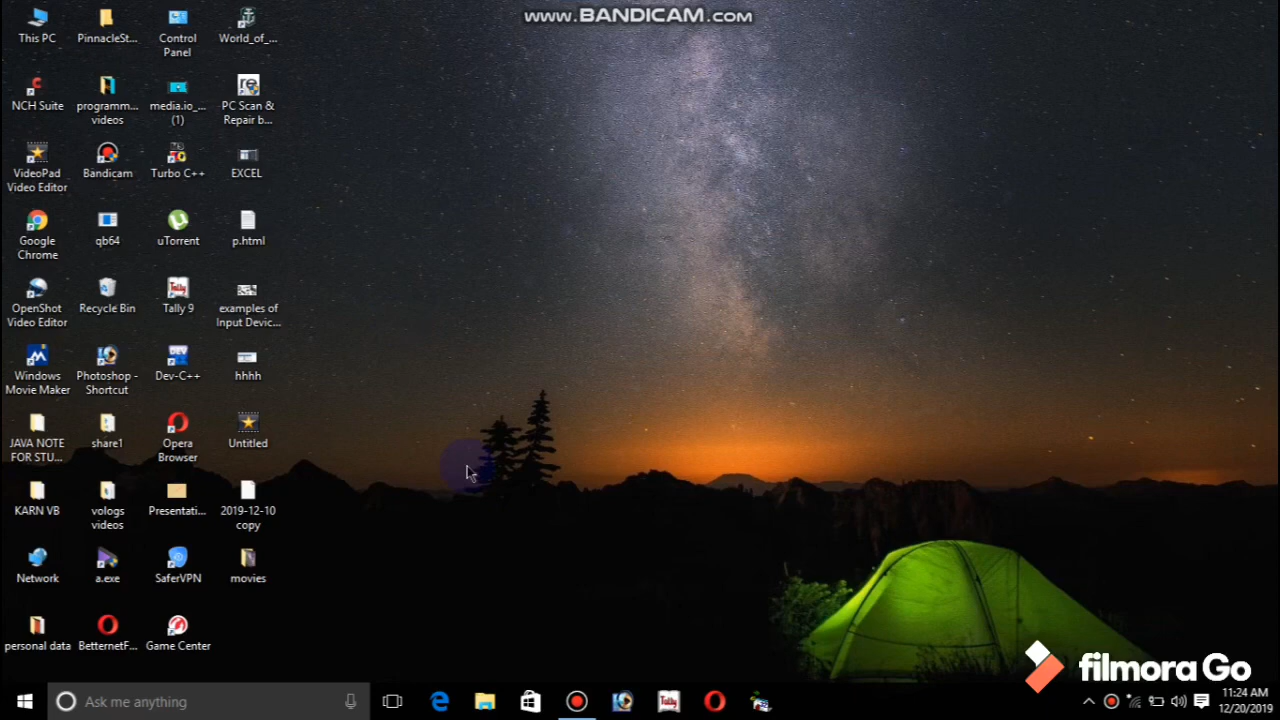 www.BANDICAM.com
This PC
PinnacleSt...
Control
Panel
World_of_...
NCH Suite
programm...
videos
media.io_...
(1)
PC Scan &
Repair b...
VideoPad
Video Editor
Bandicam
Turbo C++
EXCEL
Google
Chrome
qb64
uTorrent
p.html
OpenShot
Video Editor
Recycle Bin
Tally 9
examples of
Input Devic...
Windows
Movie Maker
Photoshop -
Shortcut
Dev-C++
hhhh
JAVA NOTE
FOR STU...
share1
Opera
Browser
Untitled
KARN VB
vologs
videos
Presentati...
2019-12-10
copy
Network
a.exe
SaferVPN
movies
personal data
BetternetF...
Game Center
filmora Go
Ask me anything
11:24 AM
12/20/2019